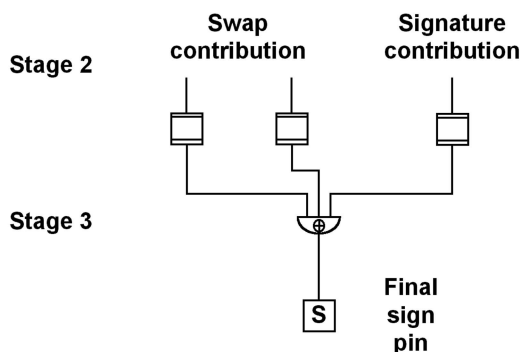 Swap
contribution
Signature
contribution
Stage 2
Stage 3
S
Final
sign
pin